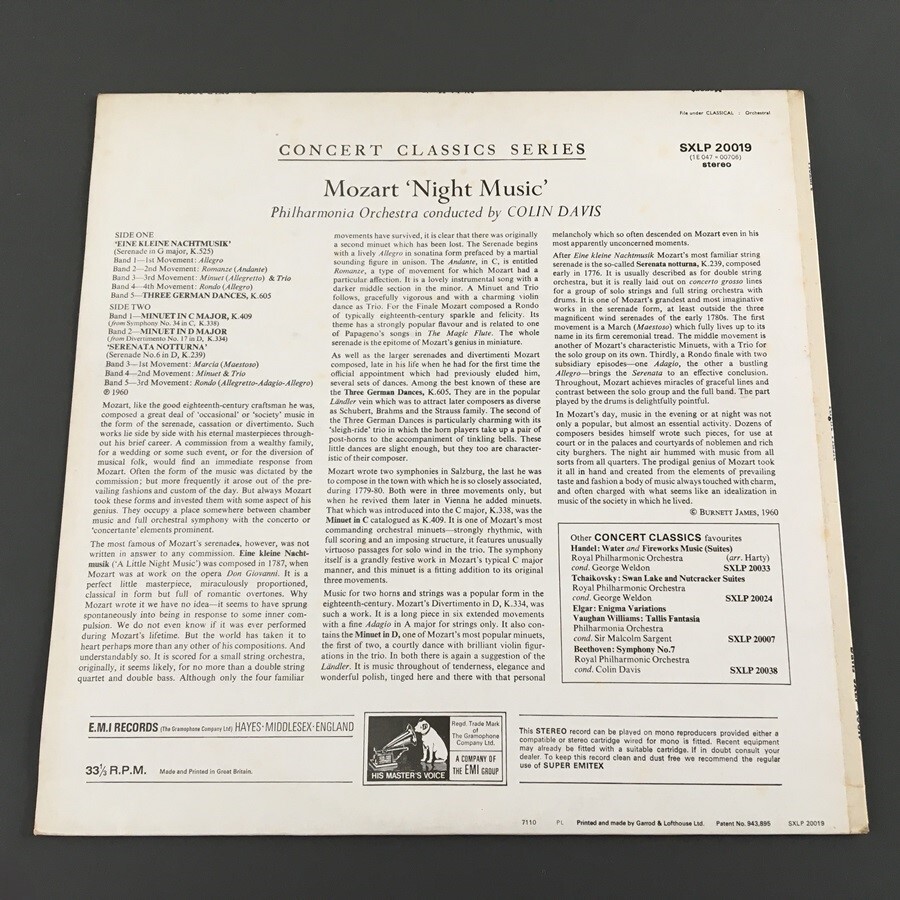 File under CLASSICAL : Orchestral
CONCERT CLASSICS SERIES
SXLP 20019
(1E 047 • 00706)
stereo
Mozart ‘Night Music’
Philharmonia Orchestra conducted by COLIN DAVIS
SIDE ONE
‘EINE KLEINE NACHTMUSIK’
(Serenade in G major, K.525)
Band 1—1st Movement: Allegro
Band 2—2nd Movement: Romanze (Andante)
Band 3—3rd Movement: Minuet (Allegretto) & Trio
Band 4—4th Movement: Rondo (Allegro)
Band 5—THREE GERMAN DANCES, K.605
SIDE TWO
Band 1—MINUET IN C MAJOR, K.409
(from Symphony No. 34 in C, K.338)
Band 2—MINUET IN D MAJOR
(from Divertimento No. 17 in D, K.334)
‘SERENATA NOTTURNA’
(Serenade No.6 in D, K.239)
Band 3—1st Movement: Marcia (Maestoso)
Band 4—2nd Movement: Minuet & Trio
Band 5—3rd Movement: Rondo (Allegretto-Adagio-Allegro)
℗ 1960
Mozart, like the good eighteenth-century craftsman he was,
composed a great deal of ‘occasional’ or ‘society’ music in
the form of the serenade, cassation or divertimento. Such
works lie side by side with his eternal masterpieces through-
out his brief career. A commission from a wealthy family,
for a wedding or some such event, or for the diversion of
musical folk, would find an immediate response from
Mozart. Often the form of the music was dictated by the
commission; but more frequently it arose out of the pre-
vailing fashions and custom of the day. But always Mozart
took these forms and invested them with some aspect of his
genius. They occupy a place somewhere between chamber
music and full orchestral symphony with the concerto or
‘concertante’ elements prominent.
The most famous of Mozart's serenades, however, was not
written in answer to any commission. Eine kleine Nacht-
musik (‘A Little Night Music’) was composed in 1787, when
Mozart was at work on the opera Don Giovanni. It is a
perfect little masterpiece, miraculously proportioned,
classical in form but full of romantic overtones. Why
Mozart wrote it we have no idea—it seems to have sprung
spontaneously into being in response to some inner com-
pulsion. We do not even know if it was ever performed
during Mozart's lifetime. But the world has taken it to
heart perhaps more than any other of his compositions. And
understandably so. It is scored for a small string orchestra,
originally, it seems likely, for no more than a double string
quartet and double bass. Although only the four familiar
movements have survived, it is clear that there was originally
a second minuet which has been lost. The Serenade begins
with a lively Allegro in sonatina form prefaced by a martial
sounding figure in unison. The Andante, in C, is entitled
Romanze, a type of movement for which Mozart had a
particular affection. It is a lovely instrumental song with a
darker middle section in the minor. A Minuet and Trio
follows, gracefully vigorous and with a charming violin
dance as Trio. For the Finale Mozart composed a Rondo
of typically eighteenth-century sparkle and felicity. Its
theme has a strongly popular flavour and is related to one
of Papageno's songs in The Magic Flute. The whole
serenade is the epitome of Mozart's genius in miniature.
As well as the larger serenades and divertimenti Mozart
composed, late in his life when he had for the first time the
official appointment which had previously eluded him,
several sets of dances. Among the best known of these are
the Three German Dances, K.605. They are in the popular
Ländler vein which was to attract later composers as diverse
as Schubert, Brahms and the Strauss family. The second of
the Three German Dances is particularly charming with its
‘sleigh-ride’ trio in which the horn players take up a pair of
post-horns to the accompaniment of tinkling bells. These
little dances are slight enough, but they too are character-
istic of their composer.
Mozart wrote two symphonies in Salzburg, the last he was
to compose in the town with which he is so closely associated,
during 1779-80. Both were in three movements only, but
when he revived them later in Vienna he added minuets.
That which was introduced into the C major, K.338, was the
Minuet in C catalogued as K.409. It is one of Mozart's most
commanding orchestral minuets—strongly rhythmic, with
full scoring and an imposing structure, it features unusually
virtuoso passages for solo wind in the trio. The symphony
itself is a grandly festive work in Mozart's typical C major
manner, and this minuet is a fitting addition to its original
three movements.
Music for two horns and strings was a popular form in the
eighteenth-century. Mozart's Divertimento in D, K.334, was
such a work. It is a long piece in six extended movements
with a fine Adagio in A major for strings only. It also con-
tains the Minuet in D, one of Mozart's most popular minuets,
the first of two, a courtly dance with brilliant violin figur-
ations in the trio. In both there is again a suggestion of the
Ländler. It is music throughout of tenderness, elegance and
wonderful polish, tinged here and there with that personal
melancholy which so often descended on Mozart even in his
most apparently unconcerned moments.
After Eine kleine Nachtmusik Mozart's most familiar string
serenade is the so-called Serenata notturna, K.239, composed
early in 1776. It is usually described as for double string
orchestra, but it is really laid out on concerto grosso lines
for a group of solo strings and full string orchestra with
drums. It is one of Mozart's grandest and most imaginative
works in the serenade form, at least outside the three
magnificent wind serenades of the early 1780s. The first
movement is a March (Maestoso) which fully lives up to its
name in its firm ceremonial tread. The middle movement is
another of Mozart's characteristic Minuets, with a Trio for
the solo group on its own. Thirdly, a Rondo finale with two
subsidiary episodes—one Adagio, the other a bustling
Allegro—brings the Serenata to an effective conclusion.
Throughout, Mozart achieves miracles of graceful lines and
contrast between the solo group and the full band. The part
played by the drums is delightfully pointful.
In Mozart's day, music in the evening or at night was not
only a popular, but almost an essential activity. Dozens of
composers besides himself wrote such pieces, for use at
court or in the palaces and courtyards of noblemen and rich
city burghers. The night air hummed with music from all
sorts from all quarters. The prodigal genius of Mozart took
it all in hand and created from the elements of prevailing
taste and fashion a body of music always touched with charm,
and often charged with what seems like an idealization in
music of the society in which he lived.
© BURNETT JAMES, 1960
Other CONCERT CLASSICS favourites
Handel: Water and Fireworks Music (Suites)
Royal Philharmonic Orchestra (arr. Harty)
cond. George Weldon SXLP 20033
Tchaikovsky: Swan Lake and Nutcracker Suites
Royal Philharmonic Orchestra
cond. George Weldon SXLP 20024
Elgar: Enigma Variations
Vaughan Williams: Tallis Fantasia
Philharmonia Orchestra
cond. Sir Malcolm Sargent SXLP 20007
Beethoven: Symphony No.7
Royal Philharmonic Orchestra
cond. Colin Davis SXLP 20038
E.M.I RECORDS (The Gramophone Company Ltd) HAYES·MIDDLESEX·ENGLAND
33⅓ R.P.M. Made and Printed in Great Britain.
HIS MASTER'S VOICE
Regd. Trade Mark
of
The Gramophone
Company Ltd.
A COMPANY OF
THE EMI GROUP
This STEREO record can be played on mono reproducers provided either a
compatible or stereo cartridge wired for mono is fitted. Recent equipment
may already be fitted with a suitable cartridge. If in doubt consult your
dealer. To keep this record clean and dust free we recommend the regular
use of SUPER EMITEX
7110 PL Printed and made by Garrod & Lofthouse Ltd. Patent No. 943,895 SXLP 20019